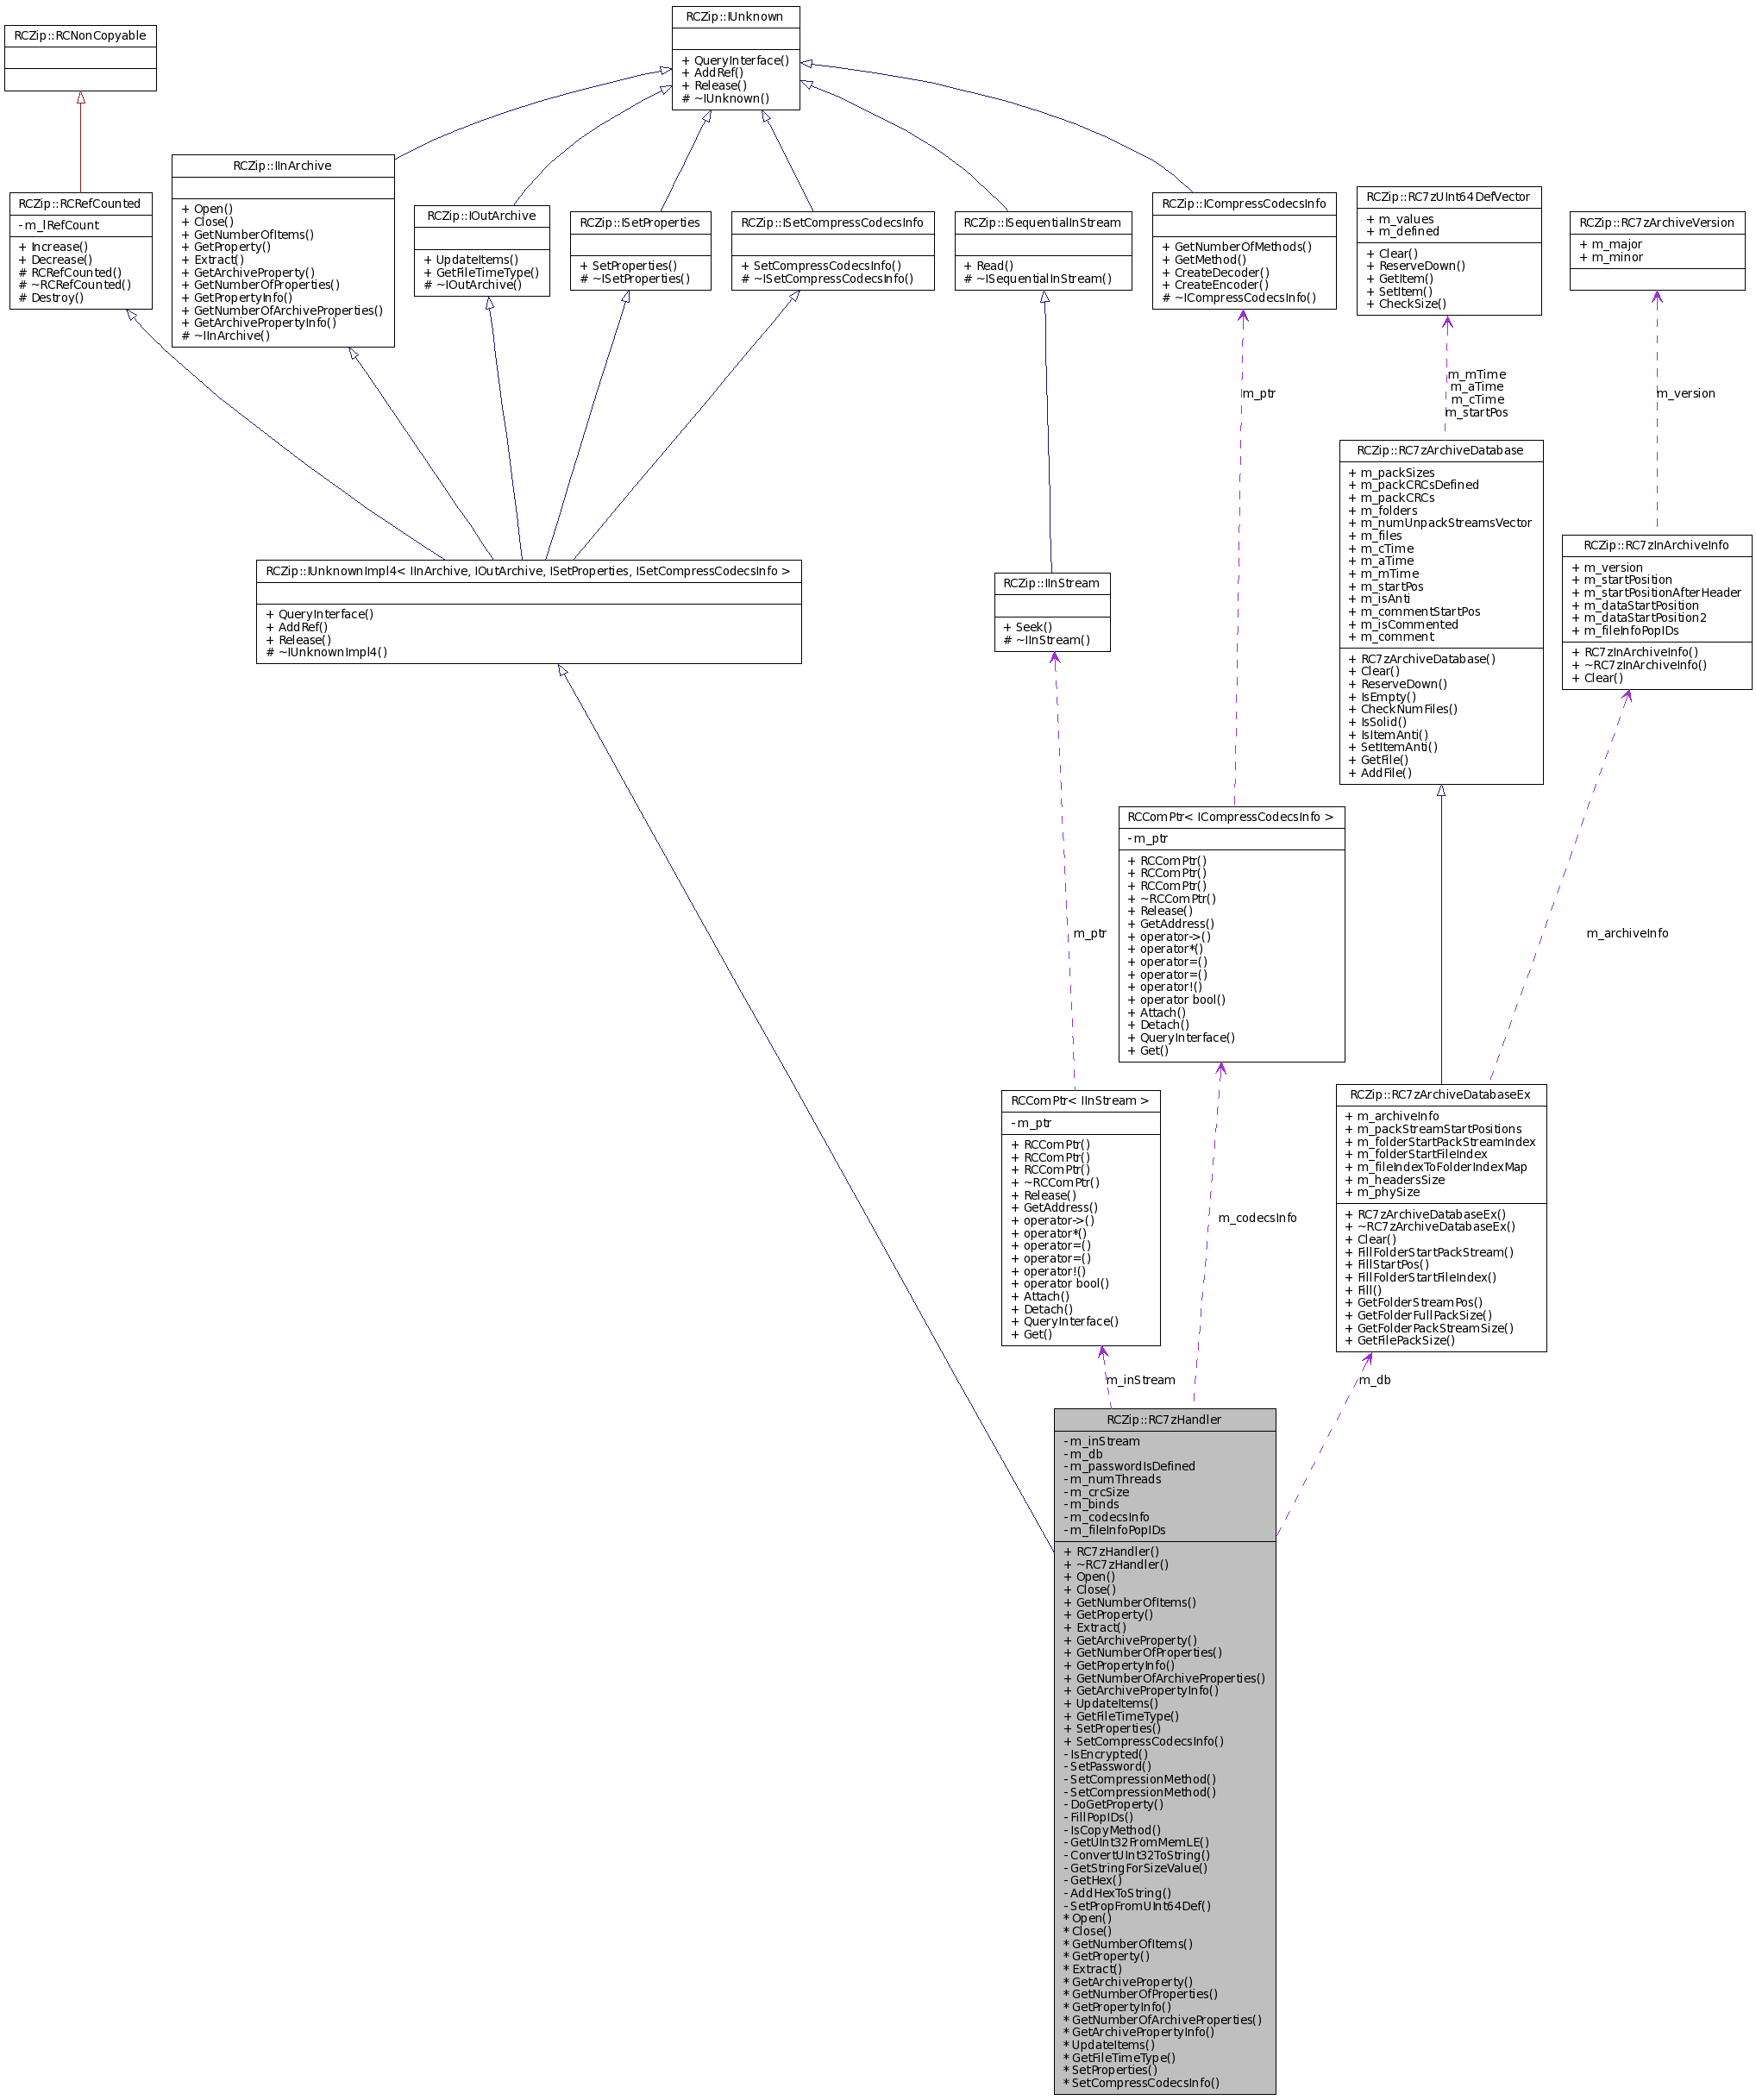 RCZip::IUnknown
+ QueryInterface()
+ AddRef()
+ Release()
# ~IUnknown()
RCZip::RCNonCopyable
RCZip::RCRefCounted
- m_lRefCount
+ Increase()
+ Decrease()
# RCRefCounted()
# ~RCRefCounted()
# Destroy()
RCZip::IInArchive
+ Open()
+ Close()
+ GetNumberOfItems()
+ GetProperty()
+ Extract()
+ GetArchiveProperty()
+ GetNumberOfProperties()
+ GetPropertyInfo()
+ GetNumberOfArchiveProperties()
+ GetArchivePropertyInfo()
# ~IInArchive()
RCZip::IOutArchive
+ UpdateItems()
+ GetFileTimeType()
# ~IOutArchive()
RCZip::ISetProperties
+ SetProperties()
# ~ISetProperties()
RCZip::ISetCompressCodecsInfo
+ SetCompressCodecsInfo()
# ~ISetCompressCodecsInfo()
RCZip::ISequentialInStream
+ Read()
# ~ISequentialInStream()
RCZip::ICompressCodecsInfo
+ GetNumberOfMethods()
+ GetMethod()
+ CreateDecoder()
+ CreateEncoder()
# ~ICompressCodecsInfo()
RCZip::RC7zUInt64DefVector
+ m_values
+ m_defined
+ Clear()
+ ReserveDown()
+ GetItem()
+ SetItem()
+ CheckSize()
RCZip::RC7zArchiveVersion
+ m_major
+ m_minor
m_ptr
m_mTime
m_aTime
m_cTime
m_startPos
m_version
RCZip::RC7zArchiveDatabase
+ m_packSizes
+ m_packCRCsDefined
+ m_packCRCs
+ m_folders
+ m_numUnpackStreamsVector
+ m_files
+ m_cTime
+ m_aTime
+ m_mTime
+ m_startPos
+ m_isAnti
+ m_commentStartPos
+ m_isCommented
+ m_comment
+ RC7zArchiveDatabase()
+ Clear()
+ ReserveDown()
+ IsEmpty()
+ CheckNumFiles()
+ IsSolid()
+ IsItemAnti()
+ SetItemAnti()
+ GetFile()
+ AddFile()
RCZip::RC7zInArchiveInfo
+ m_version
+ m_startPosition
+ m_startPositionAfterHeader
+ m_dataStartPosition
+ m_dataStartPosition2
+ m_fileInfoPopIDs
+ RC7zInArchiveInfo()
+ ~RC7zInArchiveInfo()
+ Clear()
RCZip::IUnknownImpl4< IInArchive, IOutArchive, ISetProperties, ISetCompressCodecsInfo >
+ QueryInterface()
+ AddRef()
+ Release()
# ~IUnknownImpl4()
RCZip::IInStream
+ Seek()
# ~IInStream()
RCComPtr< ICompressCodecsInfo >
- m_ptr
+ RCComPtr()
+ RCComPtr()
+ RCComPtr()
+ ~RCComPtr()
+ Release()
+ GetAddress()
+ operator->()
+ operator*()
+ operator=()
+ operator=()
+ operator!()
+ operator bool()
+ Attach()
+ Detach()
+ QueryInterface()
+ Get()
m_ptr
m_archiveInfo
RCComPtr< IInStream >
- m_ptr
+ RCComPtr()
+ RCComPtr()
+ RCComPtr()
+ ~RCComPtr()
+ Release()
+ GetAddress()
+ operator->()
+ operator*()
+ operator=()
+ operator=()
+ operator!()
+ operator bool()
+ Attach()
+ Detach()
+ QueryInterface()
+ Get()
m_codecsInfo
RCZip::RC7zArchiveDatabaseEx
+ m_archiveInfo
+ m_packStreamStartPositions
+ m_folderStartPackStreamIndex
+ m_folderStartFileIndex
+ m_fileIndexToFolderIndexMap
+ m_headersSize
+ m_phySize
+ RC7zArchiveDatabaseEx()
+ ~RC7zArchiveDatabaseEx()
+ Clear()
+ FillFolderStartPackStream()
+ FillStartPos()
+ FillFolderStartFileIndex()
+ Fill()
+ GetFolderStreamPos()
+ GetFolderFullPackSize()
+ GetFolderPackStreamSize()
+ GetFilePackSize()
m_inStream
m_db
RCZip::RC7zHandler
- m_inStream
- m_db
- m_passwordIsDefined
- m_numThreads
- m_crcSize
- m_binds
- m_codecsInfo
- m_fileInfoPopIDs
+ RC7zHandler()
+ ~RC7zHandler()
+ Open()
+ Close()
+ GetNumberOfItems()
+ GetProperty()
+ Extract()
+ GetArchiveProperty()
+ GetNumberOfProperties()
+ GetPropertyInfo()
+ GetNumberOfArchiveProperties()
+ GetArchivePropertyInfo()
+ UpdateItems()
+ GetFileTimeType()
+ SetProperties()
+ SetCompressCodecsInfo()
- IsEncrypted()
- SetPassword()
- SetCompressionMethod()
- SetCompressionMethod()
- DoGetProperty()
- FillPopIDs()
- IsCopyMethod()
- GetUInt32FromMemLE()
- ConvertUInt32ToString()
- GetStringForSizeValue()
- GetHex()
- AddHexToString()
- SetPropFromUInt64Def()
* Open()
* Close()
* GetNumberOfItems()
* GetProperty()
* Extract()
* GetArchiveProperty()
* GetNumberOfProperties()
* GetPropertyInfo()
* GetNumberOfArchiveProperties()
* GetArchivePropertyInfo()
* UpdateItems()
* GetFileTimeType()
* SetProperties()
* SetCompressCodecsInfo()